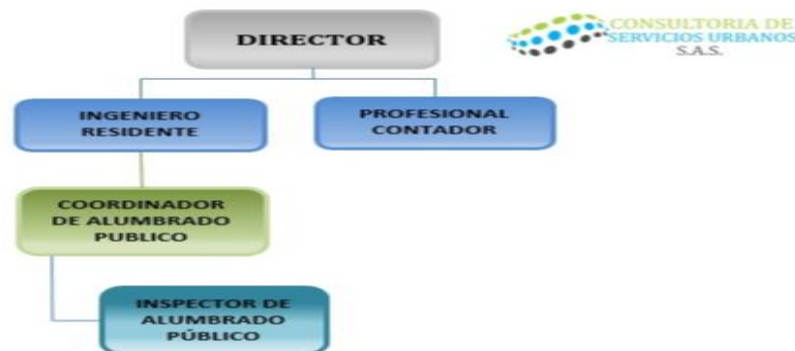 DIRECTOR
CONSULTORIA DE
SERVICIOS URBANOS
S.A.S.
INGENIERO
RESIDENTE
PROFESIONAL
CONTADOR
COORDINADOR
DE ALUMBRADO
PUBLICO
INSPECTOR DE
ALUMBRADO
PÚBLICO